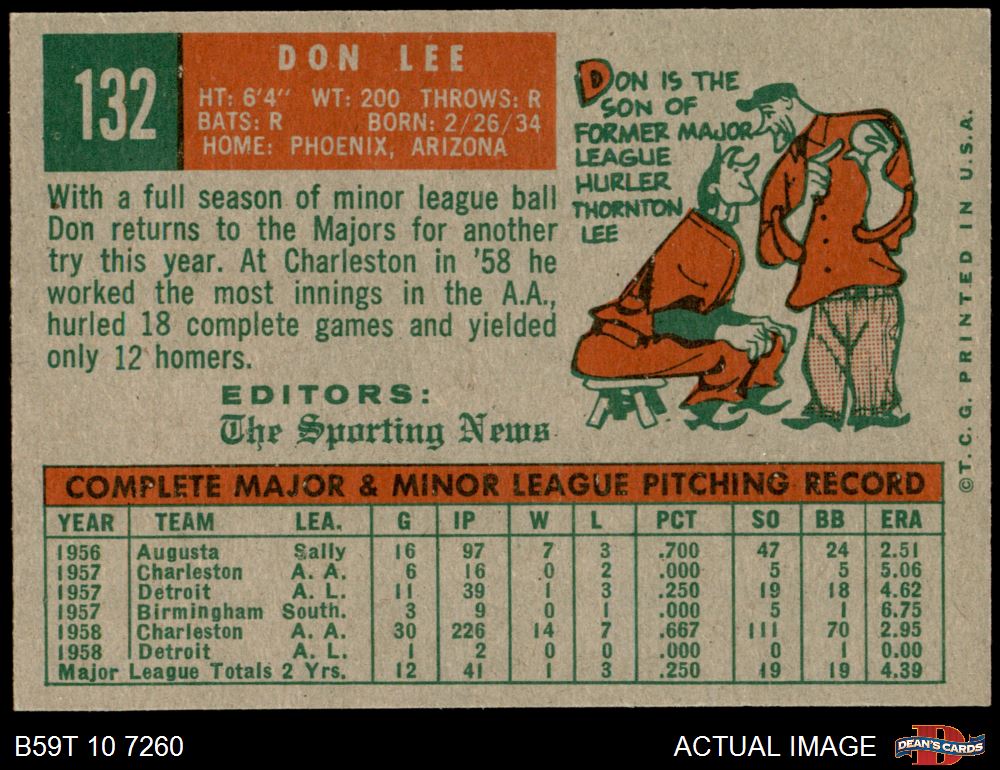 132
DON LEE
HT: 6'4" WT: 200 THROWS: R
BATS: R BORN: 2/26/34
HOME: PHOENIX, ARIZONA
With a full season of minor league ball
Don returns to the Majors for another
try this year. At Charleston in '58 he
worked the most innings in the A.A.,
hurled 18 complete games and yielded
only 12 homers.
EDITORS:
The Sporting News
DON IS THE
SON OF
FORMER MAJOR
LEAGUE
HURLER
THORNTON
LEE
© T. C. G. PRINTED IN U.S.A.
COMPLETE MAJOR & MINOR LEAGUE PITCHING RECORD
YEAR TEAM LEA. G IP W L PCT SO BB ERA
1956 Augusta Sally 16 97 7 3 .700 47 24 2.51
1957 Charleston A. A. 6 16 0 2 .000 5 5 5.06
1957 Detroit A. L. 11 39 1 3 .250 19 18 4.62
1957 Birmingham South. 3 9 0 1 .000 5 1 6.75
1958 Charleston A. A. 30 226 14 7 .667 111 70 2.95
1958 Detroit A. L. 1 2 0 0 .000 0 1 0.00
Major League Totals 2 Yrs. 12 41 1 3 .250 19 19 4.39
B59T 10 7260
ACTUAL IMAGE
D
DEAN'S CARDS